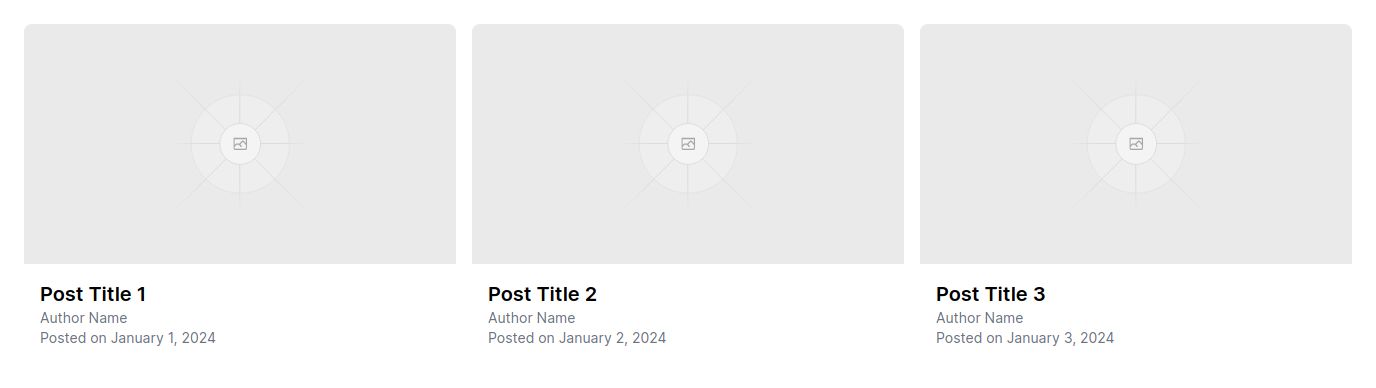 Post Title 1
Author Name
Posted on January 1, 2024
Post Title 2
Author Name
Posted on January 2, 2024
Post Title 3
Author Name
Posted on January 3, 2024